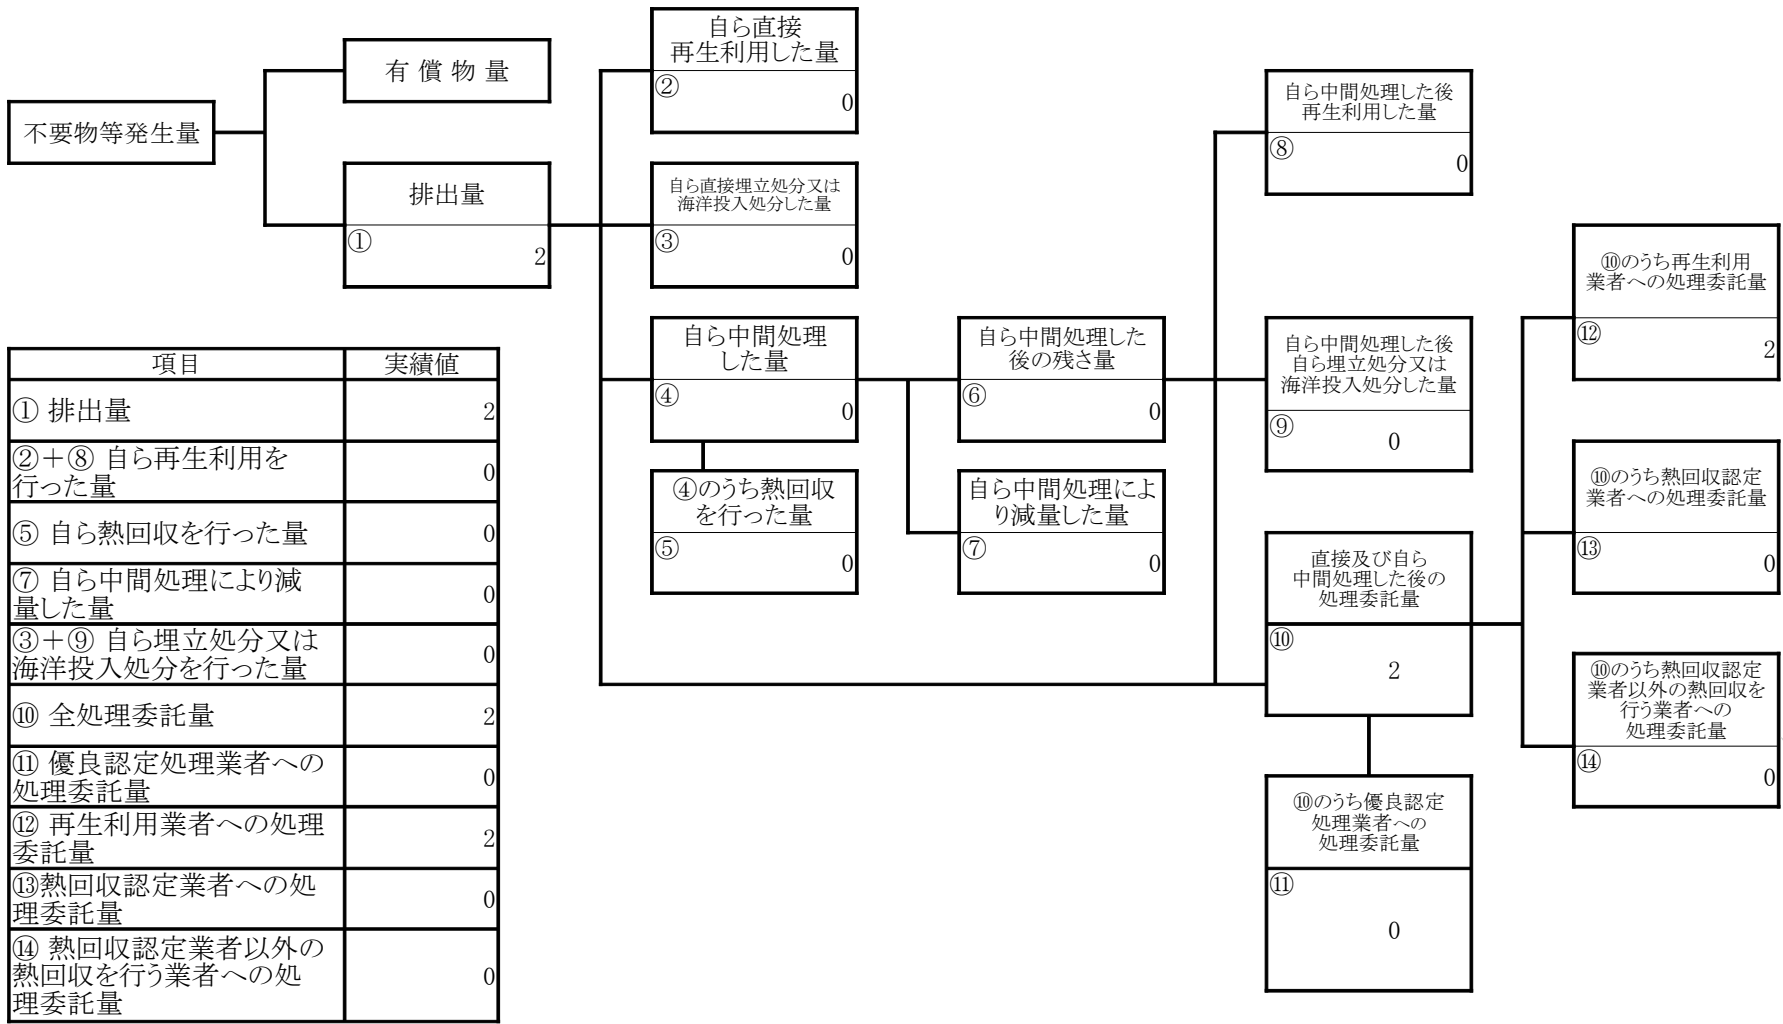 不要物等発生量
有 償 物 量
排出量
①
2
自ら直接
再生利用した量
②
0
自ら直接埋立処分又は
海洋投入処分した量
③
0
自ら中間処理
した量
④
0
④のうち熱回収
を行った量
⑤
0
自ら中間処理した
後の残さ量
⑥
0
自ら中間処理によ
り減量した量
⑦
0
自ら中間処理した後
再生利用した量
⑧
0
自ら中間処理した後
自ら埋立処分又は
海洋投入処分した量
⑨
0
直接及び自ら
中間処理した後の
処理委託量
⑩
2
⑩のうち優良認定
処理業者への
処理委託量
⑪
0
⑩のうち再生利用
業者への処理委託量
⑫
2
⑩のうち熱回収認定
業者への処理委託量
⑬
0
⑩のうち熱回収認定
業者以外の熱回収を
行う業者への
処理委託量
⑭
0
項目 実績値
① 排出量 2
②+⑧ 自ら再生利用を
行った量 0
⑤ 自ら熱回収を行った量 0
⑦ 自ら中間処理により減
量した量 0
③+⑨ 自ら埋立処分又は
海洋投入処分を行った量 0
⑩ 全処理委託量 2
⑪ 優良認定処理業者への
処理委託量 0
⑫ 再生利用業者への処理
委託量 2
⑬熱回収認定業者への処
理委託量 0
⑭ 熱回収認定業者以外の
熱回収を行う業者への処
理委託量 0